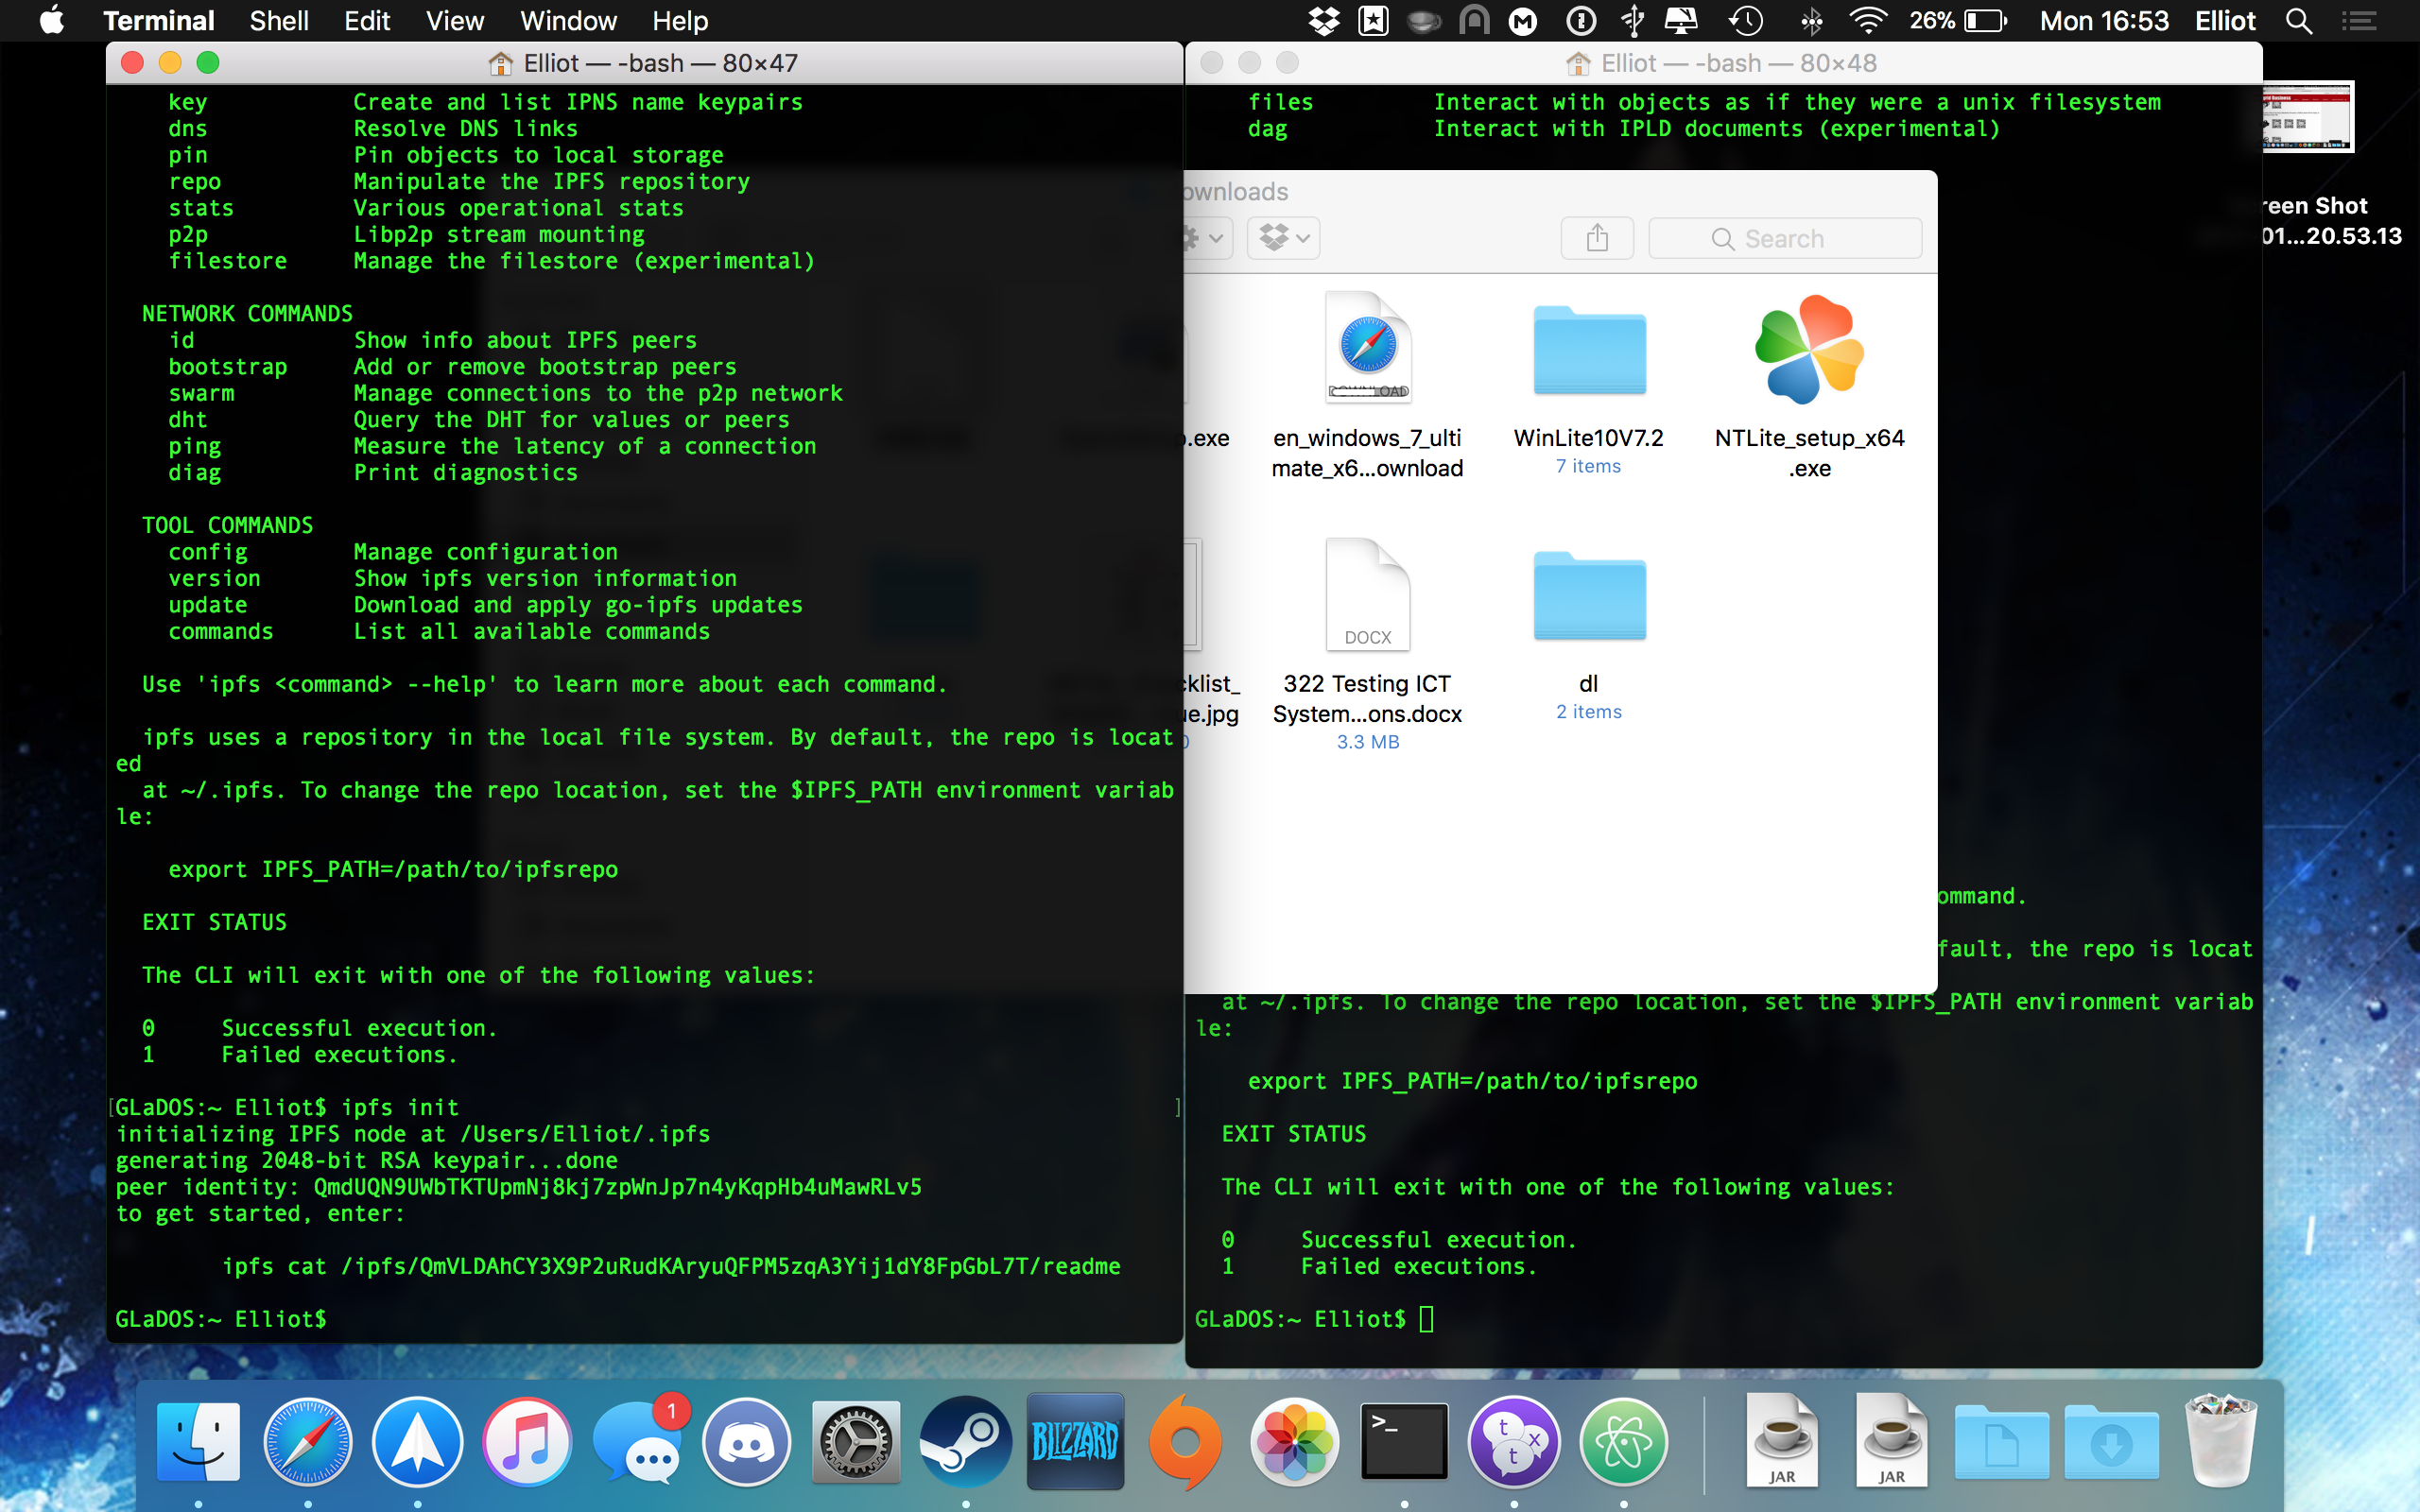 Terminal Shell Edit View Window Help 26% Mon 16:53 Elliot
Elliot — -bash — 80×47
key Create and list IPNS name keypairs
dns Resolve DNS links
pin Pin objects to local storage
repo Manipulate the IPFS repository
stats Various operational stats
p2p Libp2p stream mounting
filestore Manage the filestore (experimental)
NETWORK COMMANDS
id Show info about IPFS peers
bootstrap Add or remove bootstrap peers
swarm Manage connections to the p2p network
dht Query the DHT for values or peers
ping Measure the latency of a connection
diag Print diagnostics
TOOL COMMANDS
config Manage configuration
version Show ipfs version information
update Download and apply go-ipfs updates
commands List all available commands
Use 'ipfs <command> --help' to learn more about each command.
ipfs uses a repository in the local file system. By default, the repo is locat
ed
at ~/.ipfs. To change the repo location, set the $IPFS_PATH environment variab
le:
export IPFS_PATH=/path/to/ipfsrepo
EXIT STATUS
The CLI will exit with one of the following values:
0 Successful execution.
1 Failed executions.
[GLaDOS:~ Elliot$ ipfs init ]
initializing IPFS node at /Users/Elliot/.ipfs
generating 2048-bit RSA keypair...done
peer identity: QmdUQN9UWbTKTUpmNj8kj7zpWnJp7n4yKqpHb4uMawRLv5
to get started, enter:
ipfs cat /ipfs/QmVLDAhCY3X9P2uRudKAryuQFPM5zqA3Yij1dY8FpGbL7T/readme
GLaDOS:~ Elliot$
Elliot — -bash — 80×48
files Interact with objects as if they were a unix filesystem
dag Interact with IPLD documents (experimental)
ownloads
Search
.exe
en_windows_7_ulti
mate_x6...ownload
WinLite10V7.2
7 items
NTLite_setup_x64
.exe
cklist_
ue.jpg
DOCX
322 Testing ICT
System...ons.docx
3.3 MB
dl
2 items
ommand.
fault, the repo is locat
at ~/.ipfs. To change the repo location, set the $IPFS_PATH environment variab
le:
export IPFS_PATH=/path/to/ipfsrepo
EXIT STATUS
The CLI will exit with one of the following values:
0 Successful execution.
1 Failed executions.
GLaDOS:~ Elliot$
reen Shot
01...20.53.13
1
BLIZZARD
>_
t x
t
JAR
JAR